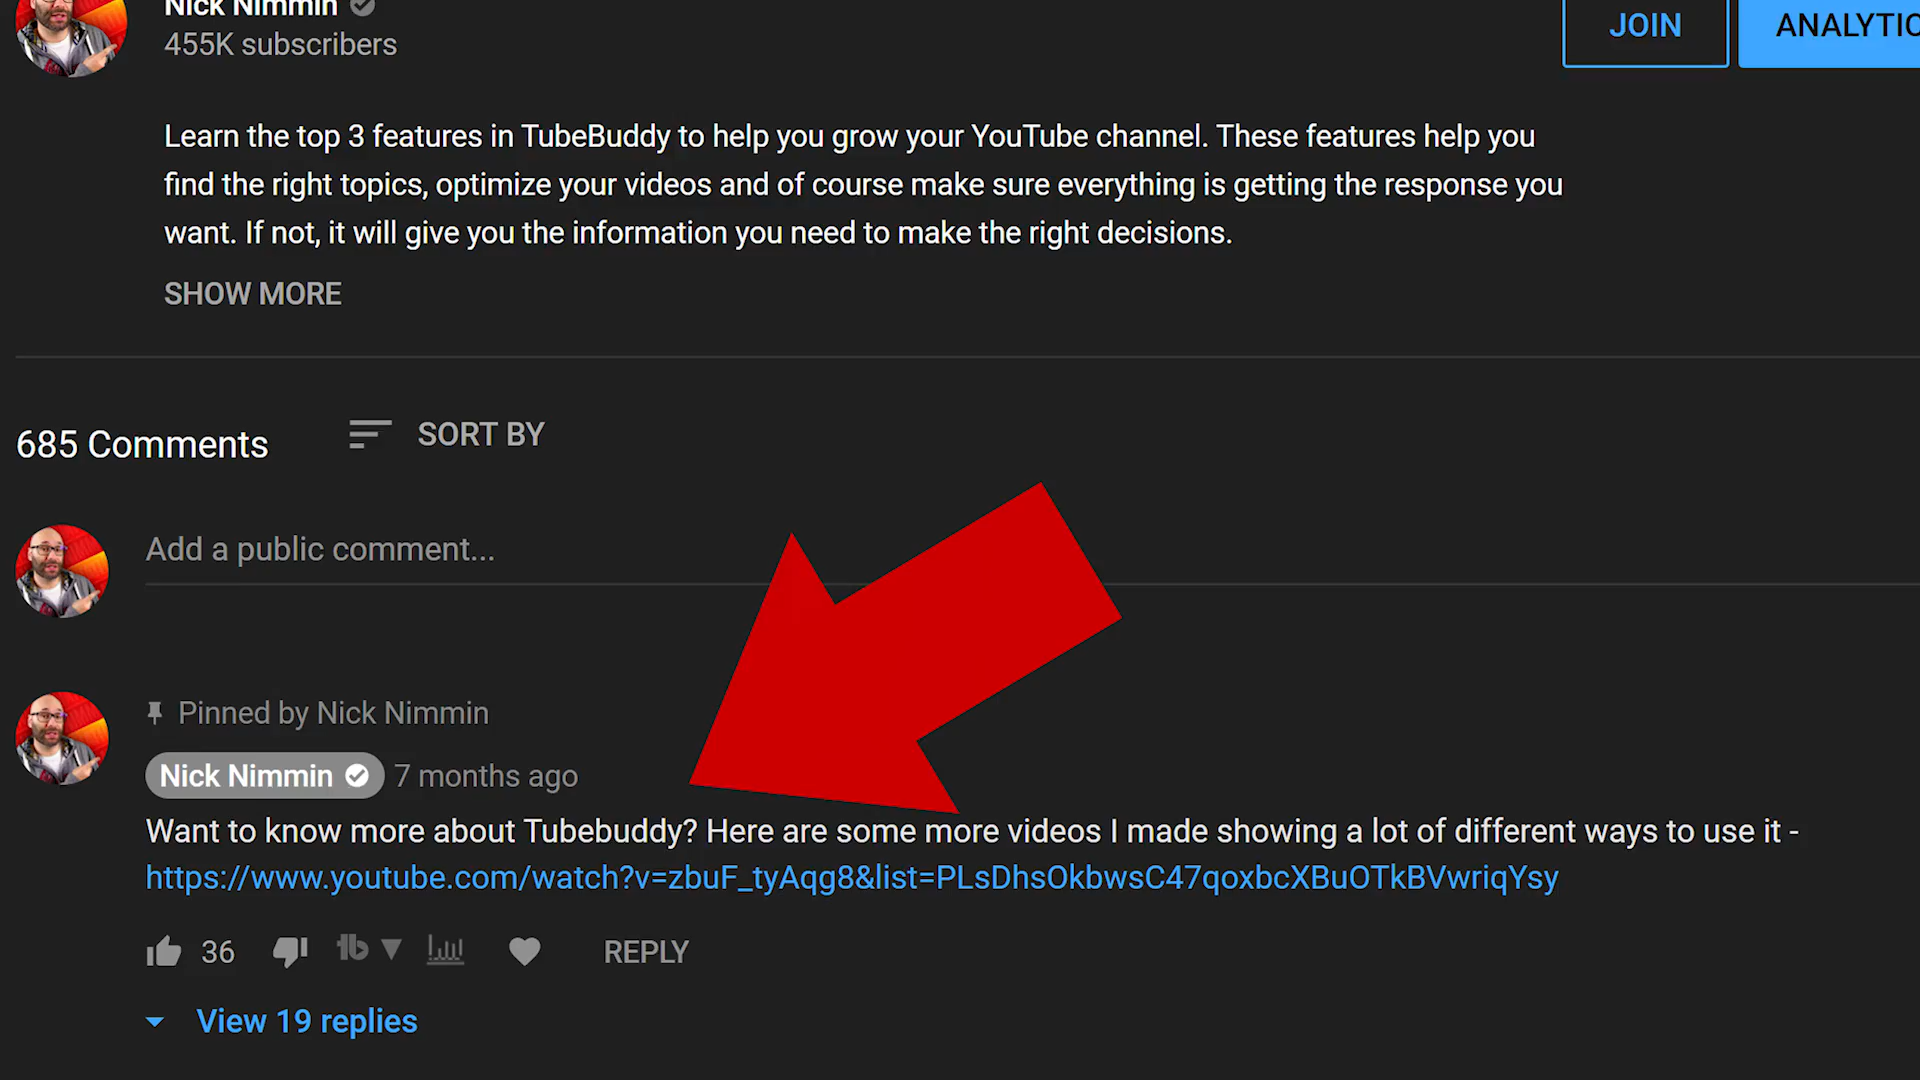 Nick Nimmin
455K subscribers
JOIN
ANALYTIC
Learn the top 3 features in TubeBuddy to help you grow your YouTube channel. These features help you
find the right topics, optimize your videos and of course make sure everything is getting the response you
want. If not, it will give you the information you need to make the right decisions.
SHOW MORE
685 Comments
SORT BY
Add a public comment...
Pinned by Nick Nimmin
Nick Nimmin 7 months ago
Want to know more about Tubebuddy? Here are some more videos I made showing a lot of different ways to use it -
https://www.youtube.com/watch?v=zbuF_tyAqg8&list=PLsDhsOkbwsC47qoxbcXBuOTkBVwriqYsy
36
tb
REPLY
View 19 replies